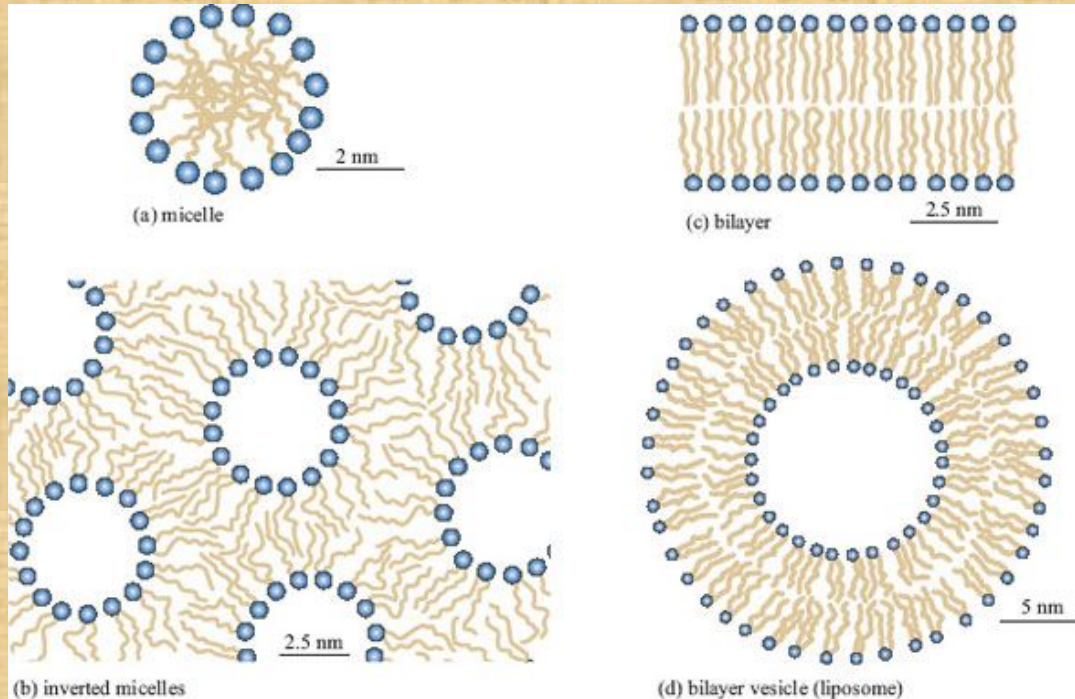 2 nm
(a) micelle
2.5 nm
(c) bilayer
2.5 nm
(b) inverted micelles
5 nm
(d) bilayer vesicle (liposome)